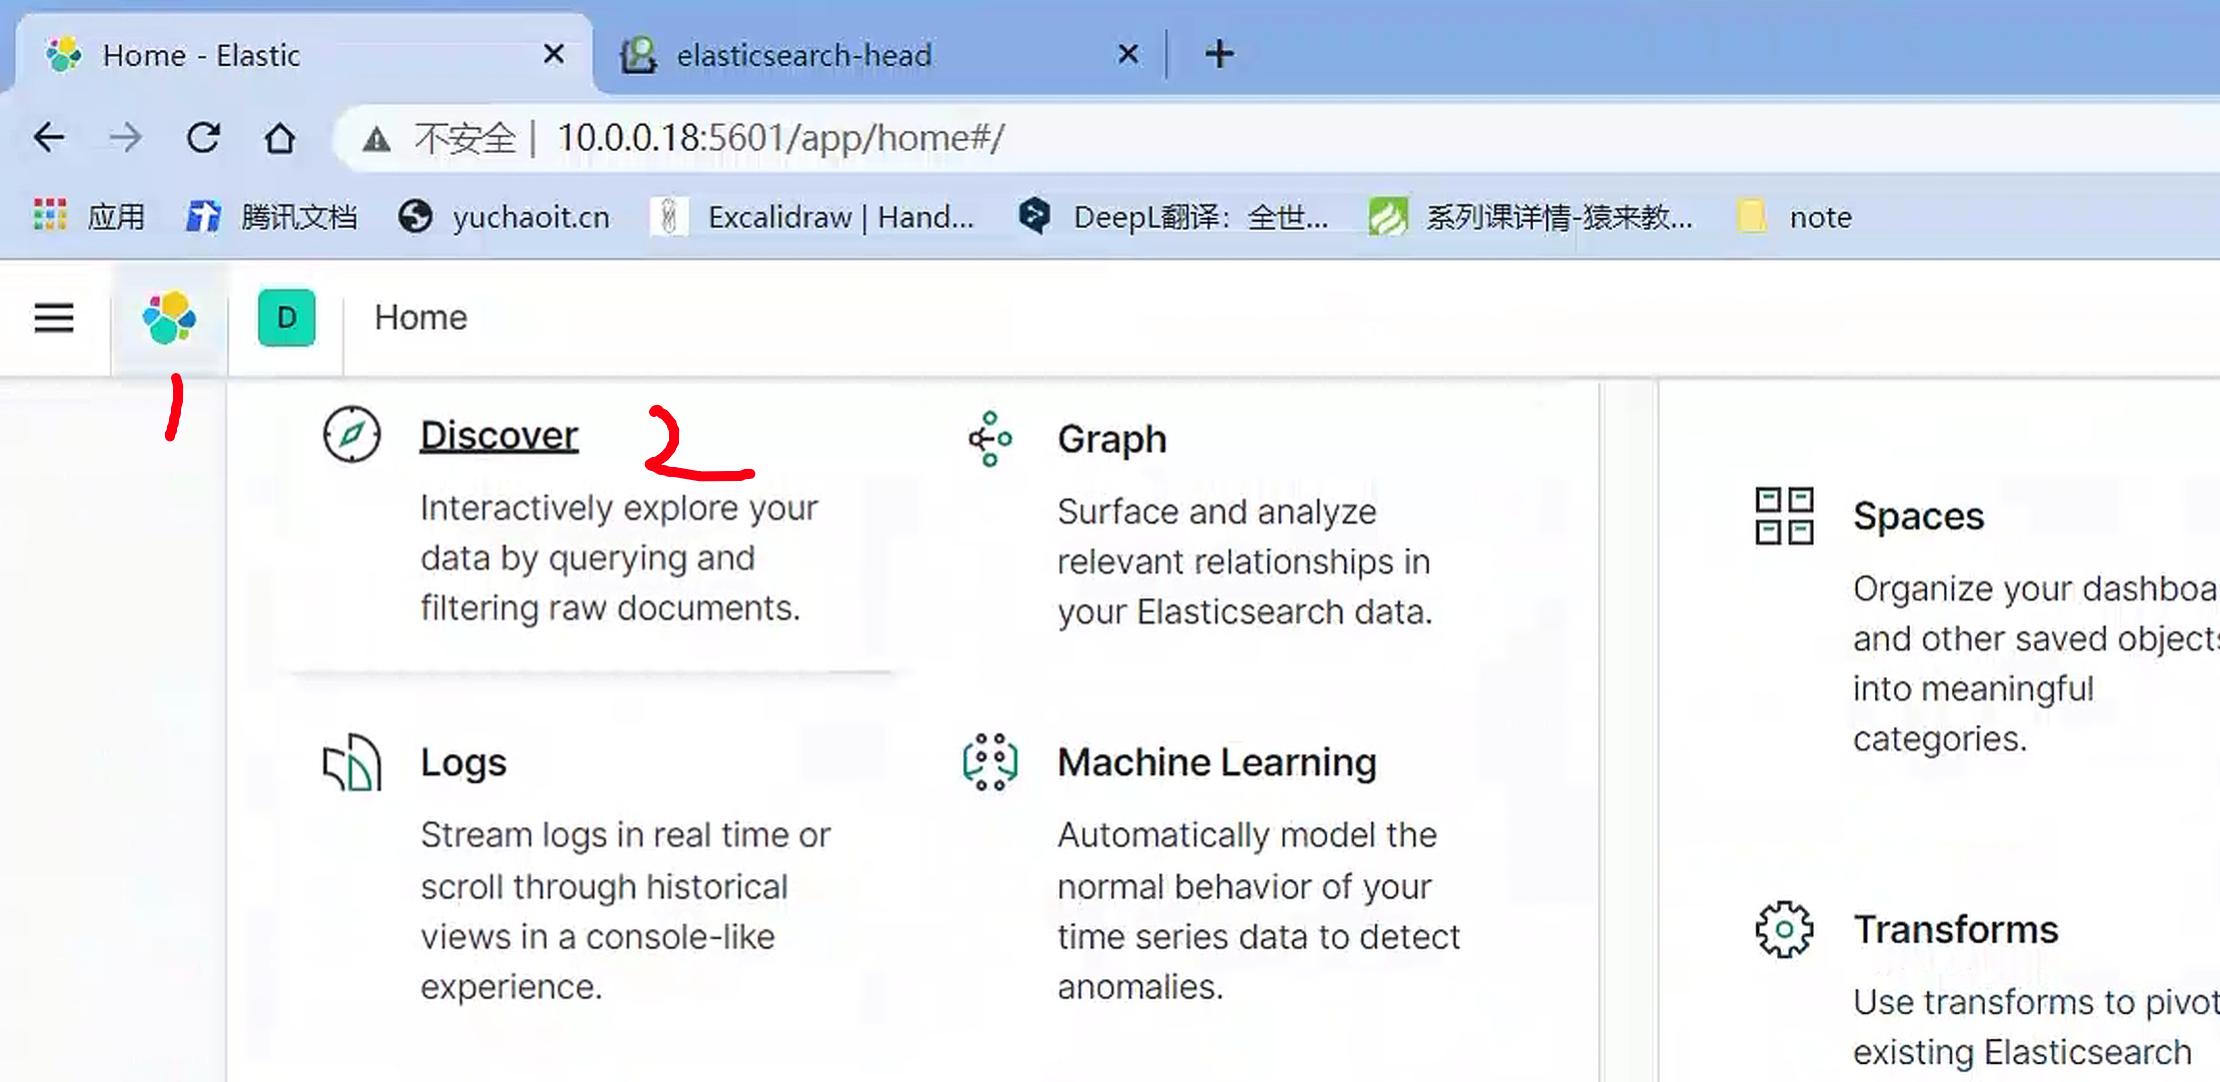 Home - Elastic
elasticsearch-head
不安全 | 10.0.0.18:5601/app/home#/
应用 腾讯文档 yuchaoit.cn Excalidraw | Hand... DeepL翻译：全世... 系列课详情-猿来教... note
D Home
1
Discover 2
Interactively explore your
data by querying and
filtering raw documents.
Graph
Surface and analyze
relevant relationships in
your Elasticsearch data.
Logs
Stream logs in real time or
scroll through historical
views in a console-like
experience.
Machine Learning
Automatically model the
normal behavior of your
time series data to detect
anomalies.
Spaces
Organize your dashboa
and other saved objects
into meaningful
categories.
Transforms
Use transforms to pivot
existing Elasticsearch